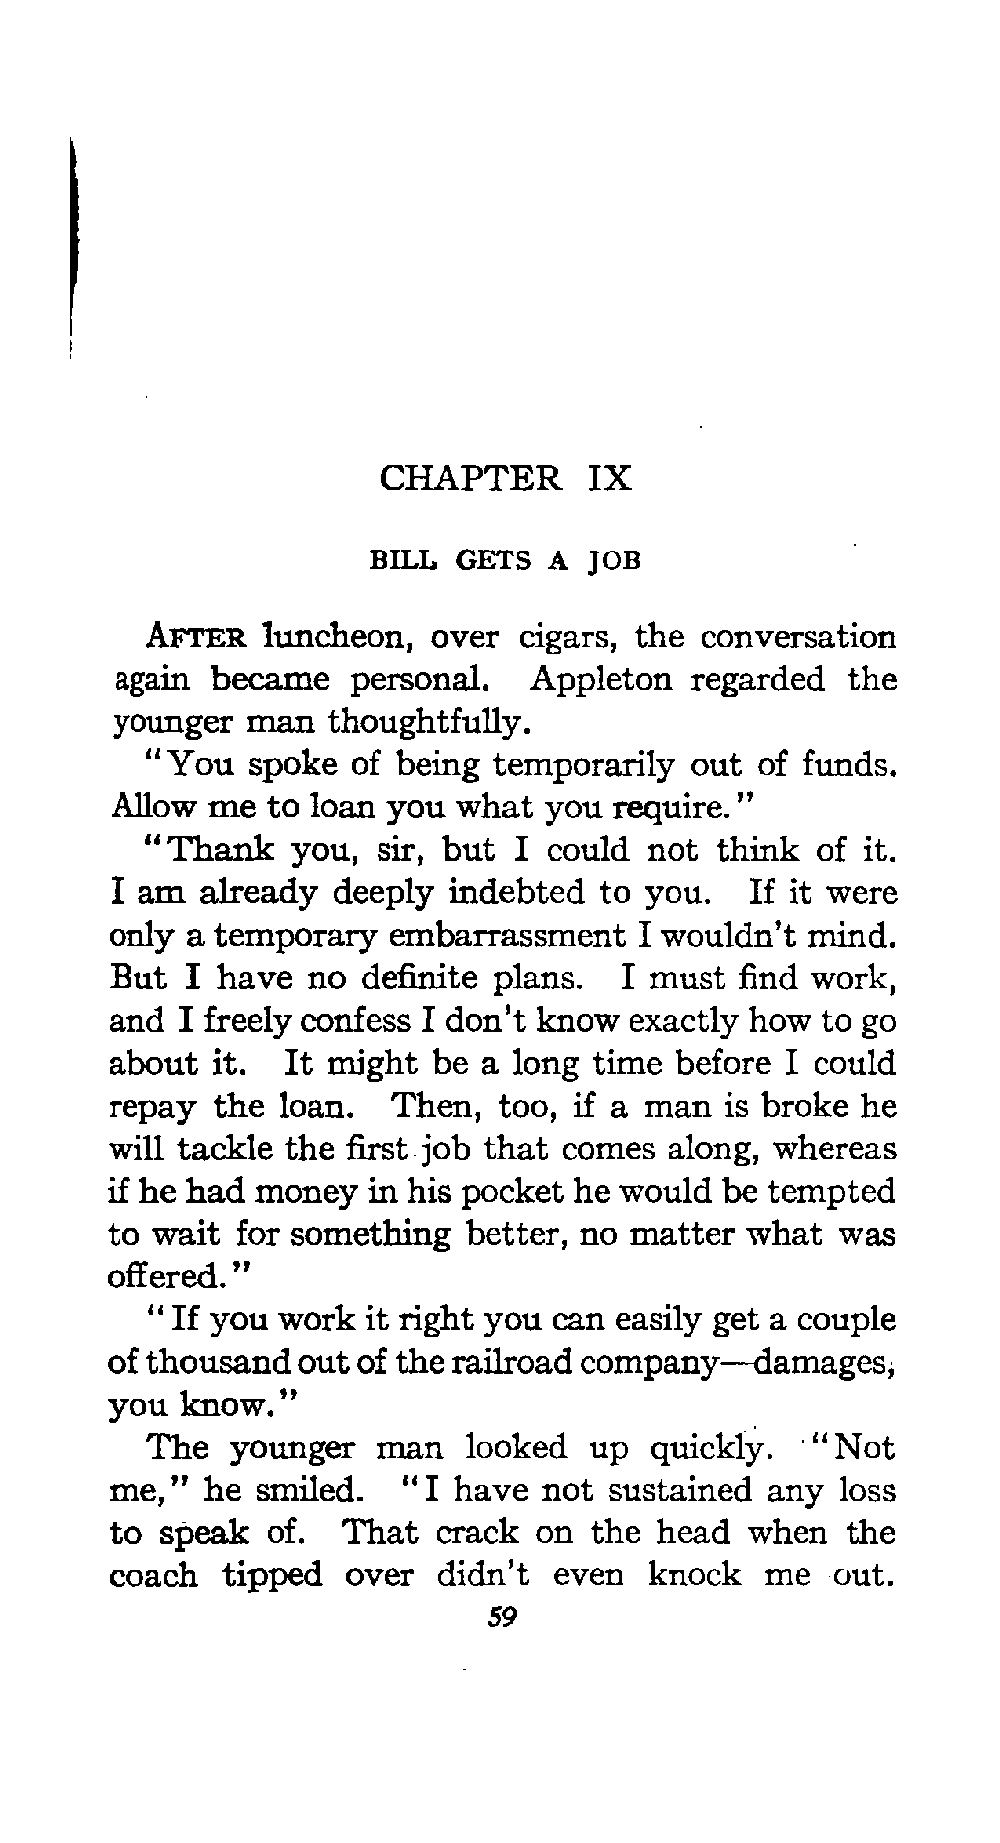 CHAPTER IX
BILL GETS A JOB
AFTER luncheon, over cigars, the conversation
again became personal. Appleton regarded the
younger man thoughtfully.
"You spoke of being temporarily out of funds.
Allow me to loan you what you require."
"Thank you, sir, but I could not think of it.
I am already deeply indebted to you. If it were
only a temporary embarrassment I wouldn't mind.
But I have no definite plans. I must find work,
and I freely confess I don't know exactly how to go
about it. It might be a long time before I could
repay the loan. Then, too, if a man is broke he
will tackle the first job that comes along, whereas
if he had money in his pocket he would be tempted
to wait for something better, no matter what was
offered."
"If you work it right you can easily get a couple
of thousand out of the railroad company—damages,
you know."
The younger man looked up quickly. "Not
me," he smiled. "I have not sustained any loss
to speak of. That crack on the head when the
coach tipped over didn't even knock me out.
59